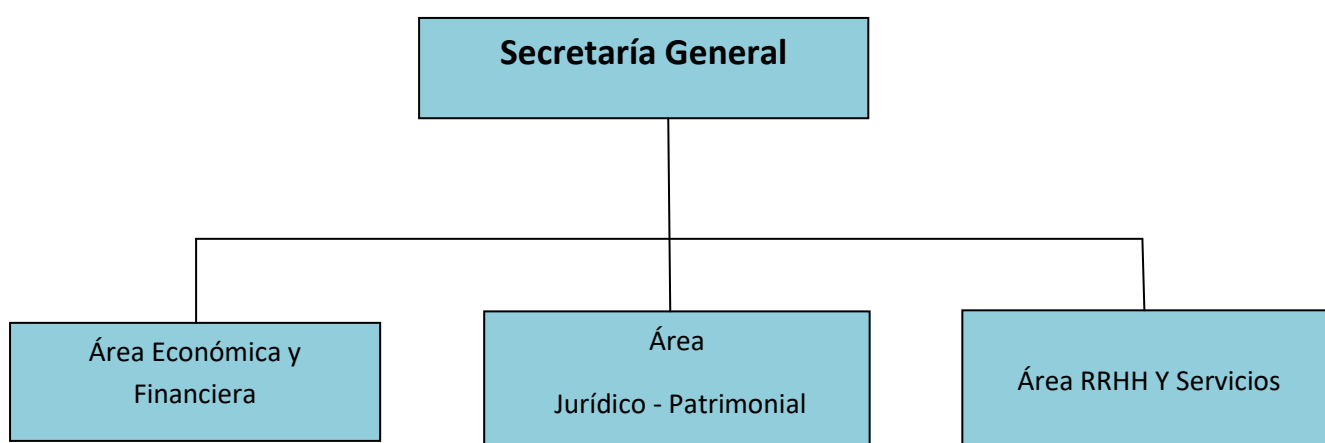 Secretaría General
Área Económica y
Financiera
Área
Jurídico - Patrimonial
Área RRHH Y Servicios